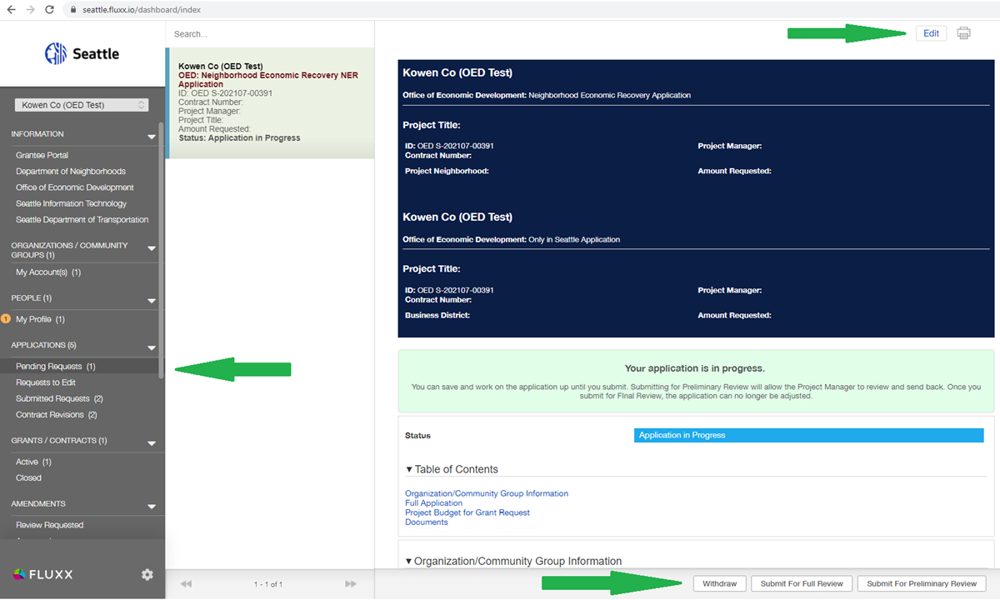 seattle.fluxx.io/dashboard/index
Seattle
Kowen Co (OED Test)
INFORMATION
Grantee Portal
Department of Neighborhoods
Office of Economic Development
Seattle Information Technology
Seattle Department of Transportation
ORGANIZATIONS / COMMUNITY
GROUPS (1)
My Account(s) (1)
PEOPLE (1)
1 My Profile (1)
APPLICATIONS (5)
Pending Requests (1)
Requests to Edit
Submitted Requests (2)
Contract Revisions (2)
GRANTS / CONTRACTS (1)
Active (1)
Closed
AMENDMENTS
Review Requested
FLUXX
Search...
Kowen Co (OED Test)
OED: Neighborhood Economic Recovery NER
Application
ID: OED S-202107-00391
Contract Number:
Project Manager:
Project Title:
Amount Requested:
Status: Application in Progress
1 - 1 of 1
Edit
Kowen Co (OED Test)
Office of Economic Development: Neighborhood Economic Recovery Application
Project Title:
ID: OED S-202107-00391 Project Manager:
Contract Number:
Project Neighborhood: Amount Requested:
Kowen Co (OED Test)
Office of Economic Development: Only in Seattle Application
Project Title:
ID: OED S-202107-00391 Project Manager:
Contract Number:
Business District: Amount Requested:
Your application is in progress.
You can save and work on the application up until you submit. Submitting for Preliminary Review will allow the Project Manager to review and send back. Once you
submit for FInal Review, the application can no longer be adjusted.
Status Application in Progress
▼ Table of Contents
Organization/Community Group Information
Full Application
Project Budget for Grant Request
Documents
▼ Organization/Community Group Information
Withdraw Submit For Full Review Submit For Preliminary Review